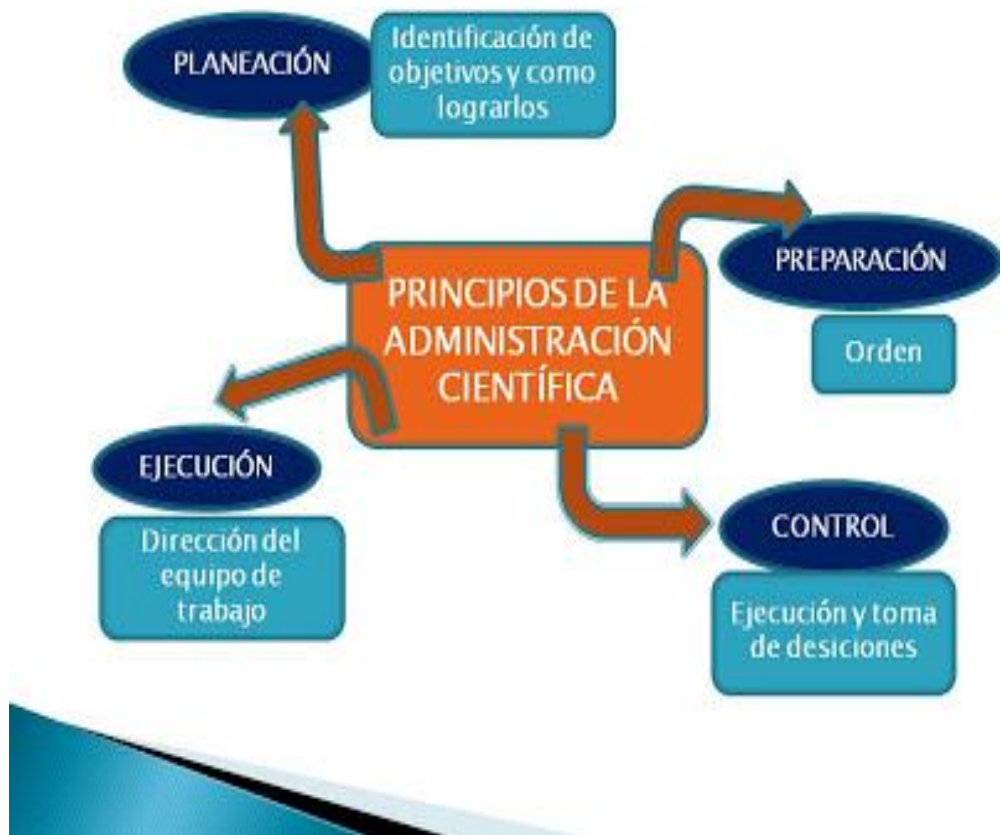 PLANEACIÓN
Identificación de
objetivos y como
lograrlos
PRINCIPIOS DE LA
ADMINISTRACIÓN
CIENTÍFICA
PREPARACIÓN
Orden
EJECUCIÓN
Dirección del
equipo de
trabajo
CONTROL
Ejecución y toma
de desiciones